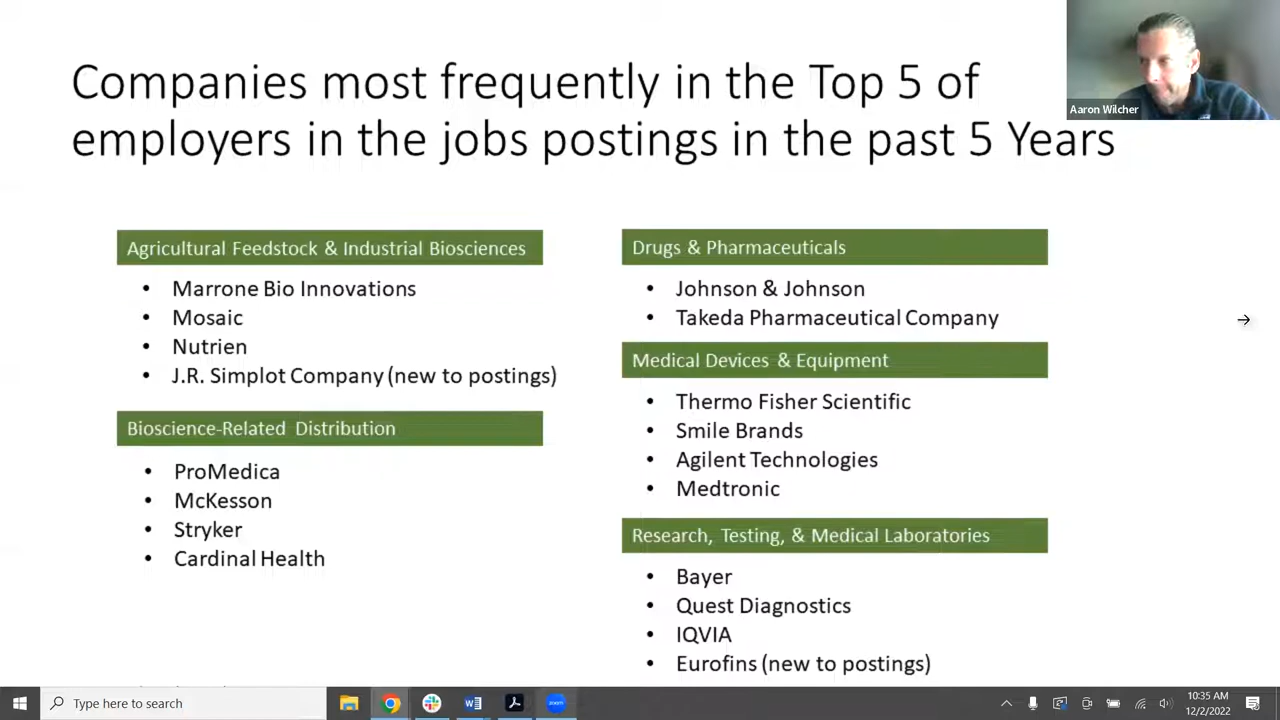 Companies most frequently in the Top 5 of
employers in the jobs postings in the past 5 Years
Aaron Wilcher
Agricultural Feedstock & Industrial Biosciences
• Marrone Bio Innovations
• Mosaic
• Nutrien
• J.R. Simplot Company (new to postings)
Bioscience-Related Distribution
• ProMedica
• McKesson
• Stryker
• Cardinal Health
Drugs & Pharmaceuticals
• Johnson & Johnson
• Takeda Pharmaceutical Company
Medical Devices & Equipment
• Thermo Fisher Scientific
• Smile Brands
• Agilent Technologies
• Medtronic
Research, Testing, & Medical Laboratories
• Bayer
• Quest Diagnostics
• IQVIA
• Eurofins (new to postings)
Type here to search
zoom
10:35 AM
12/2/2022